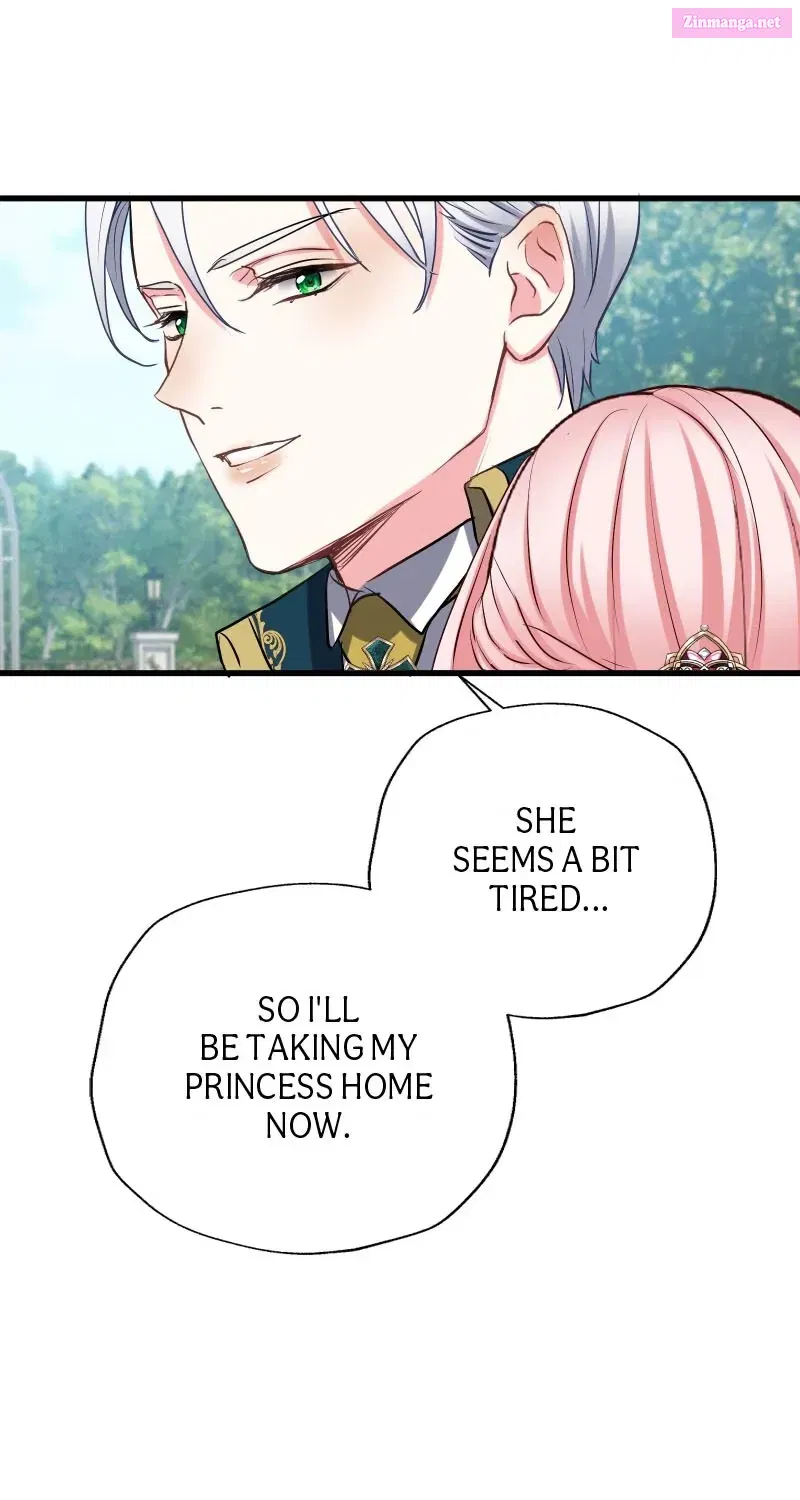 Zinmanga.net
SHE
SEEMS A BIT
TIRED...
SO I'LL
BE TAKING MY
PRINCESS HOME
NOW.